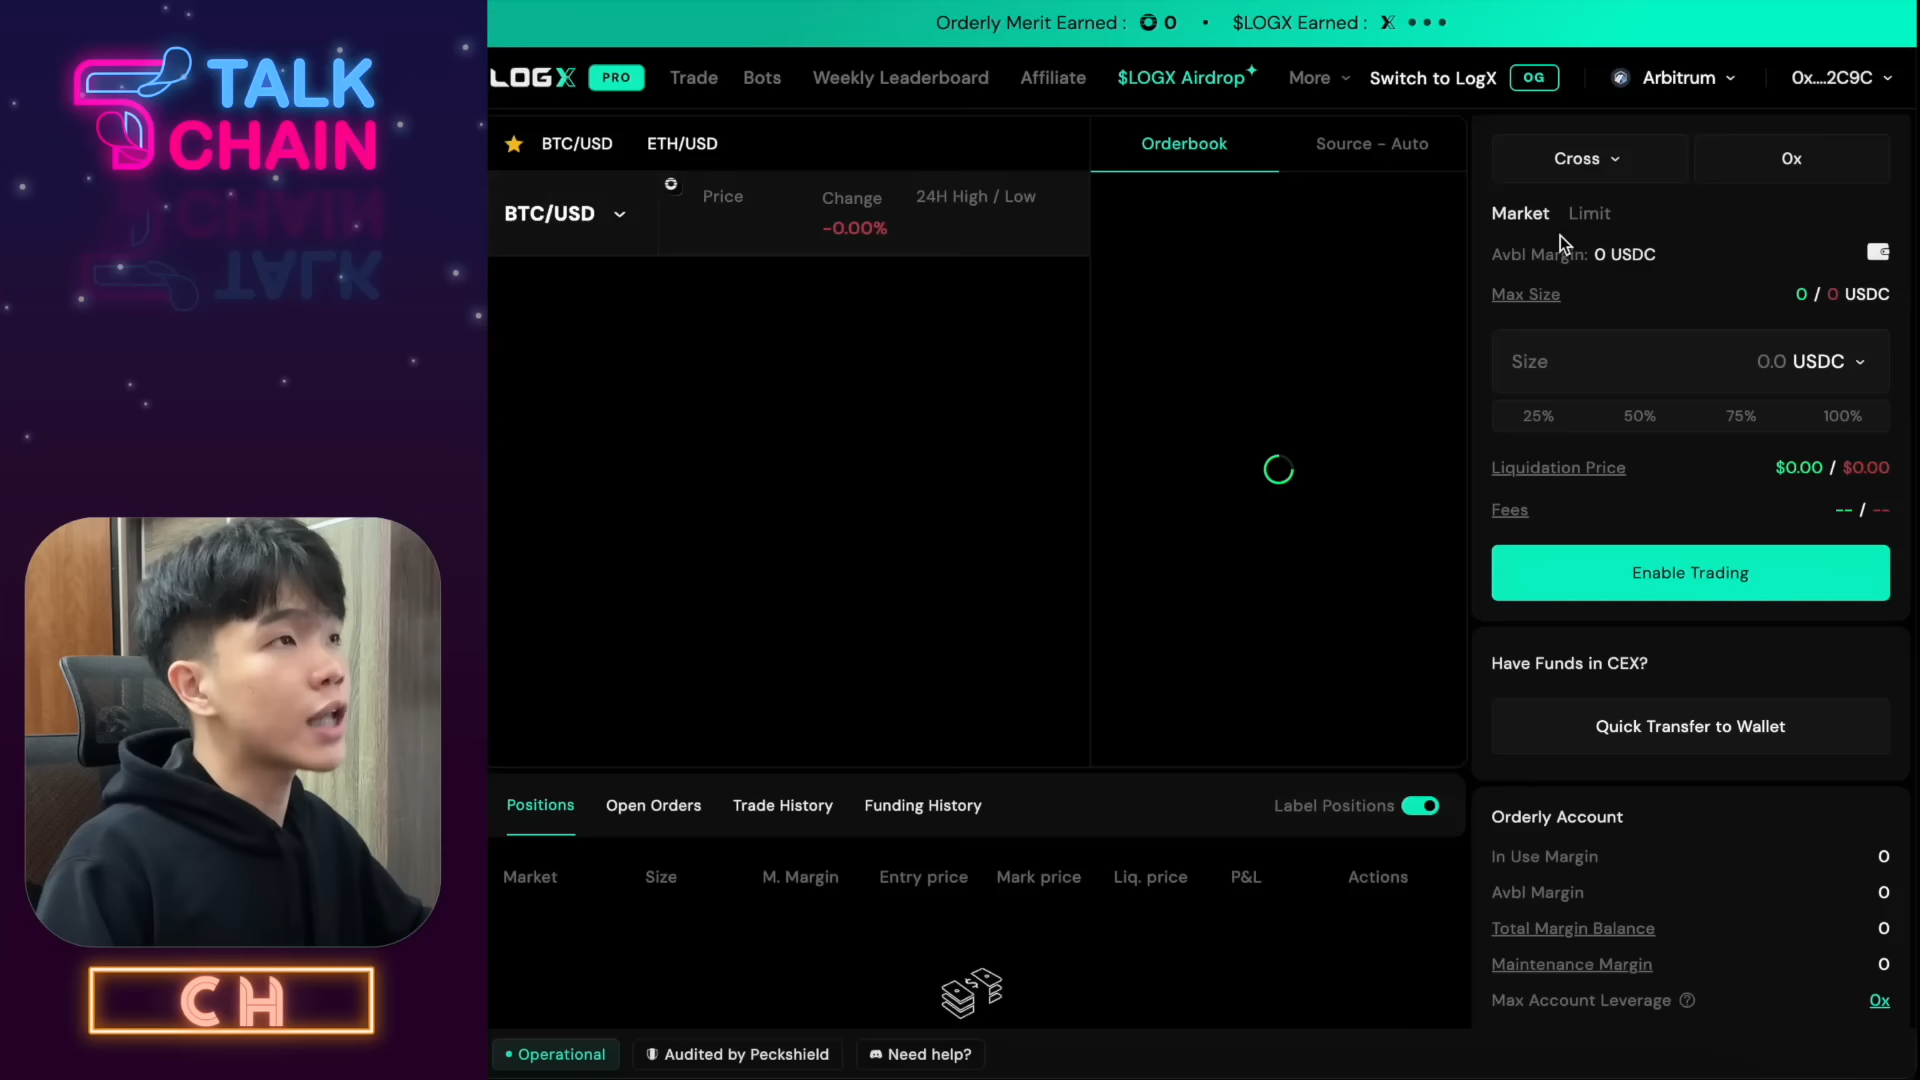 TALK
CHAIN
Orderly Merit Earned : 0 • $LOGX Earned : X •••
LOGX PRO Trade Bots Weekly Leaderboard Affiliate $LOGX Airdrop More Switch to LogX OG Arbitrum 0x....2C9C
BTC/USD ETH/USD
Orderbook Source - Auto
BTC/USD
Price Change 24H High / Low
-0.00%
Cross 0x
Market Limit
Avbl Margin: 0 USDC
Max Size 0 / 0 USDC
Size 0.0 USDC
25% 50% 75% 100%
Liquidation Price $0.00 / $0.00
Fees -- / --
Enable Trading
Have Funds in CEX?
Quick Transfer to Wallet
Positions Open Orders Trade History Funding History Label Positions
Market Size M. Margin Entry price Mark price Liq. price P&L Actions
Orderly Account
In Use Margin 0
Avbl Margin 0
Total Margin Balance 0
Maintenance Margin 0
Max Account Leverage ? 0x
CH
Operational Audited by Peckshield Need help?